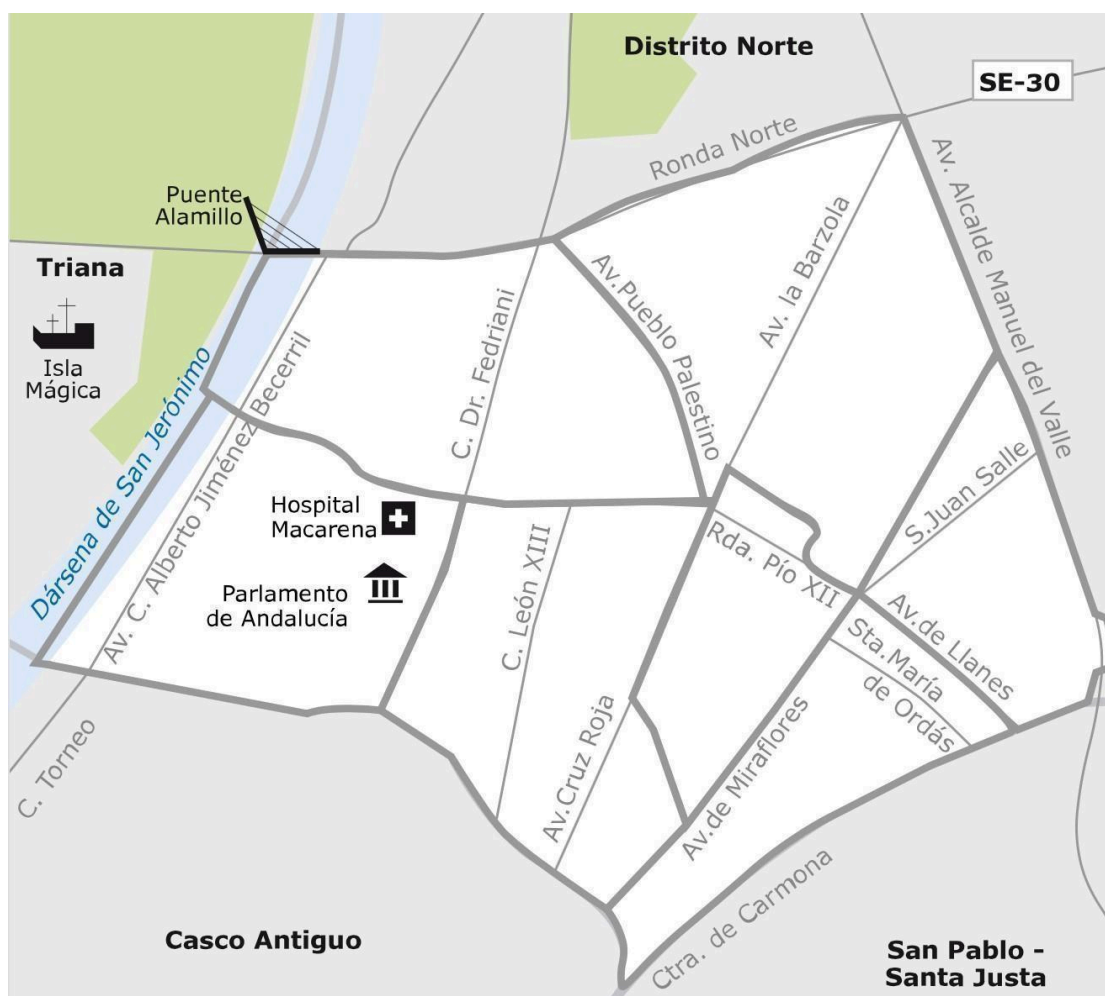 Distrito Norte
SE-30
Ronda Norte
Av. Alcalde Manuel del Valle
Puente
Alamillo
Triana
Isla
Mágica
Dársena de San Jerónimo
Av. C. Alberto Jiménez Becerril
C. Dr. Fedriani
Av.Pueblo Palestino
Av. la Barzola
S.Juan Salle
Hospital
Macarena
Parlamento
de Andalucía
C. León XIII
Rda. Pío XII
Av.de Llanes
Sta.María
de Ordás
Av.Cruz Roja
Av.de Miraflores
C. Torneo
Ctra. de Carmona
Casco Antiguo
San Pablo -
Santa Justa